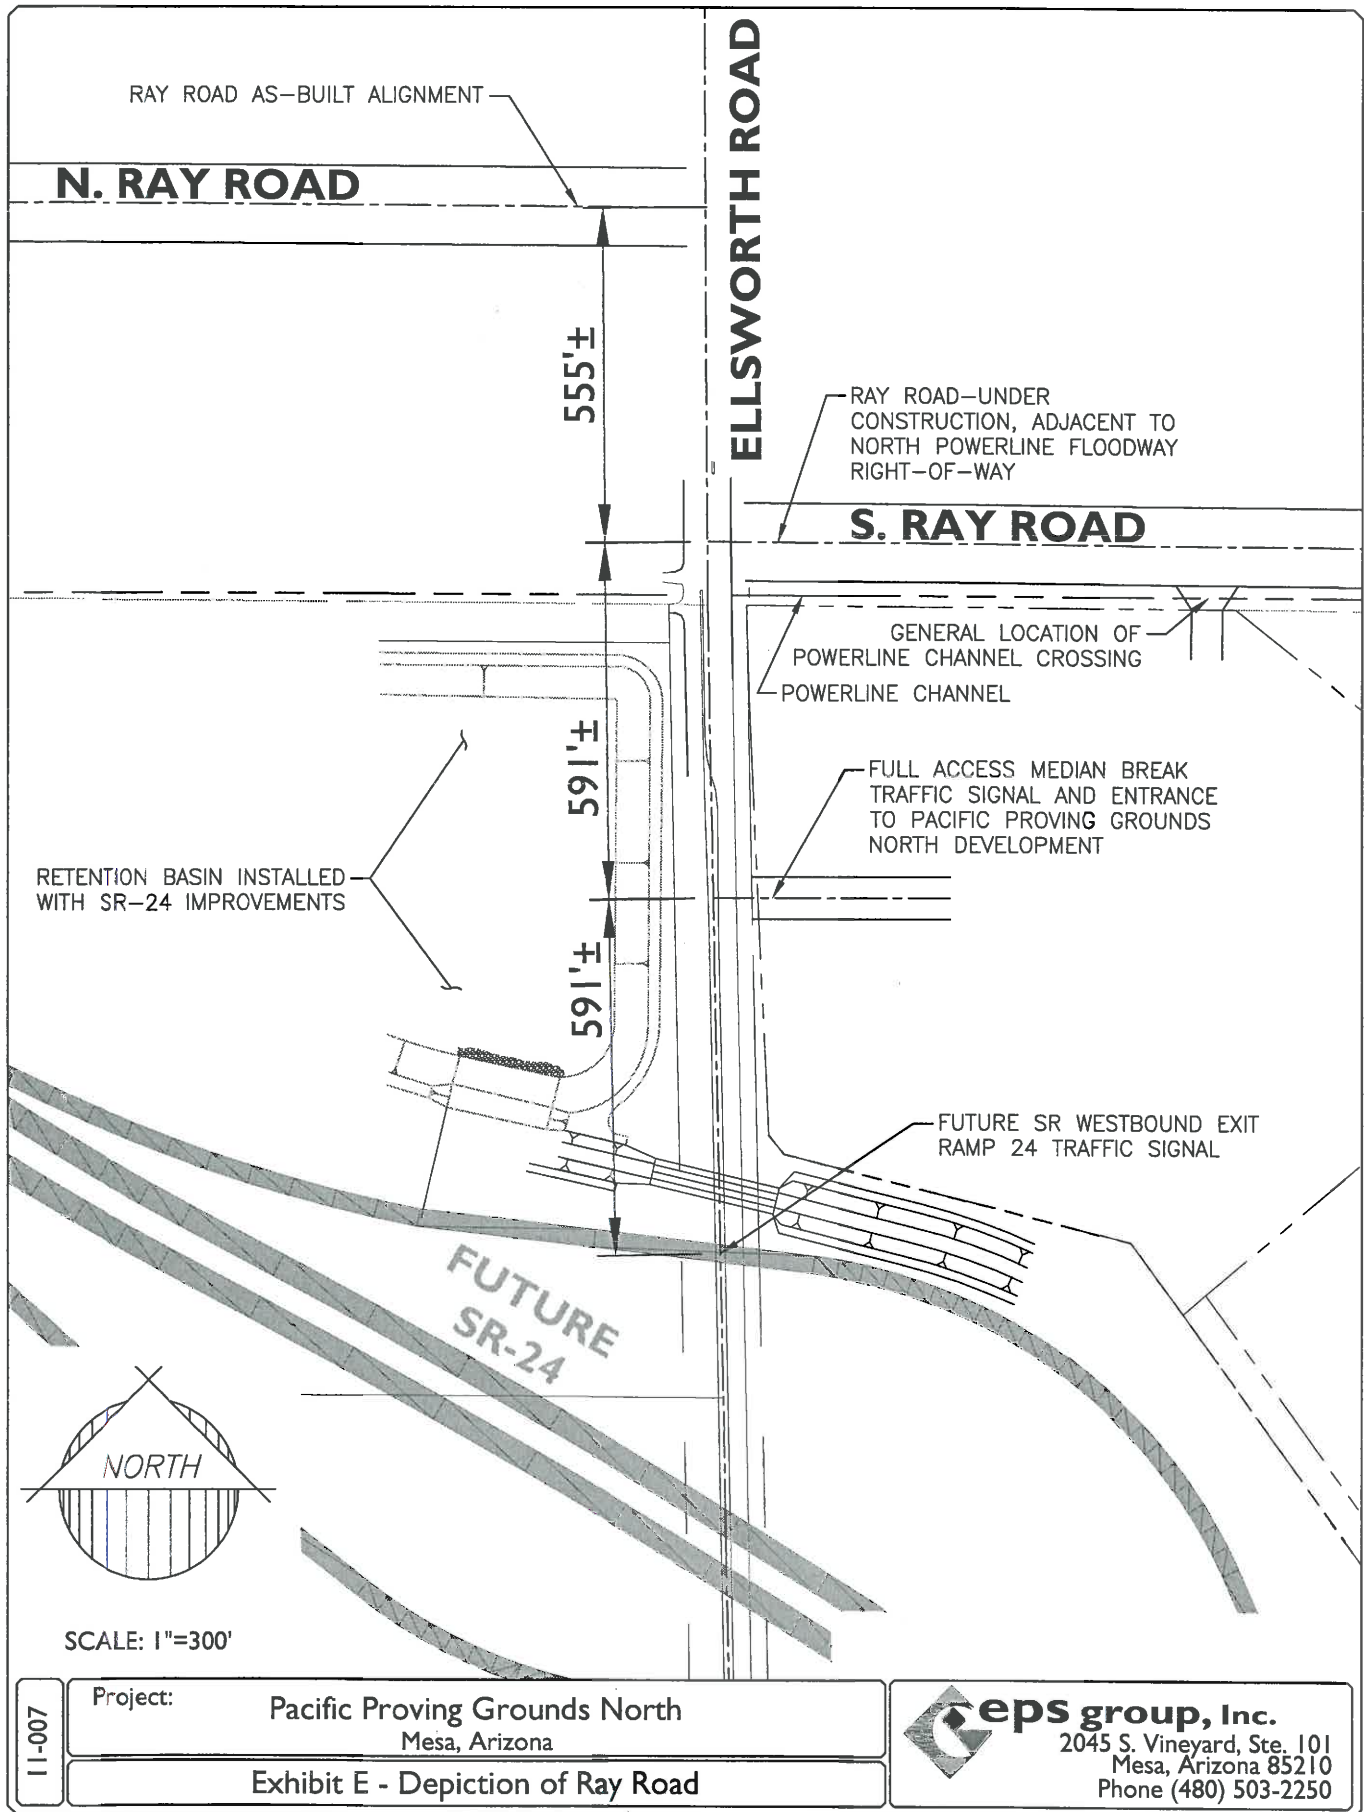 RAY ROAD AS-BUILT ALIGNMENT
ELLSWORTH ROAD
N. RAY ROAD
555'±
RAY ROAD-UNDER
CONSTRUCTION, ADJACENT TO
NORTH POWERLINE FLOODWAY
RIGHT-OF-WAY
S. RAY ROAD
GENERAL LOCATION OF
POWERLINE CHANNEL CROSSING
POWERLINE CHANNEL
591'±
FULL ACCESS MEDIAN BREAK
TRAFFIC SIGNAL AND ENTRANCE
TO PACIFIC PROVING GROUNDS
NORTH DEVELOPMENT
RETENTION BASIN INSTALLED
WITH SR-24 IMPROVEMENTS
591'±
FUTURE SR WESTBOUND EXIT
RAMP 24 TRAFFIC SIGNAL
FUTURE
SR-24
NORTH
SCALE: 1"=300'
11-007
Project:
Pacific Proving Grounds North
Mesa, Arizona
Exhibit E - Depiction of Ray Road
eps group, Inc.
2045 S. Vineyard, Ste. 101
Mesa, Arizona 85210
Phone (480) 503-2250